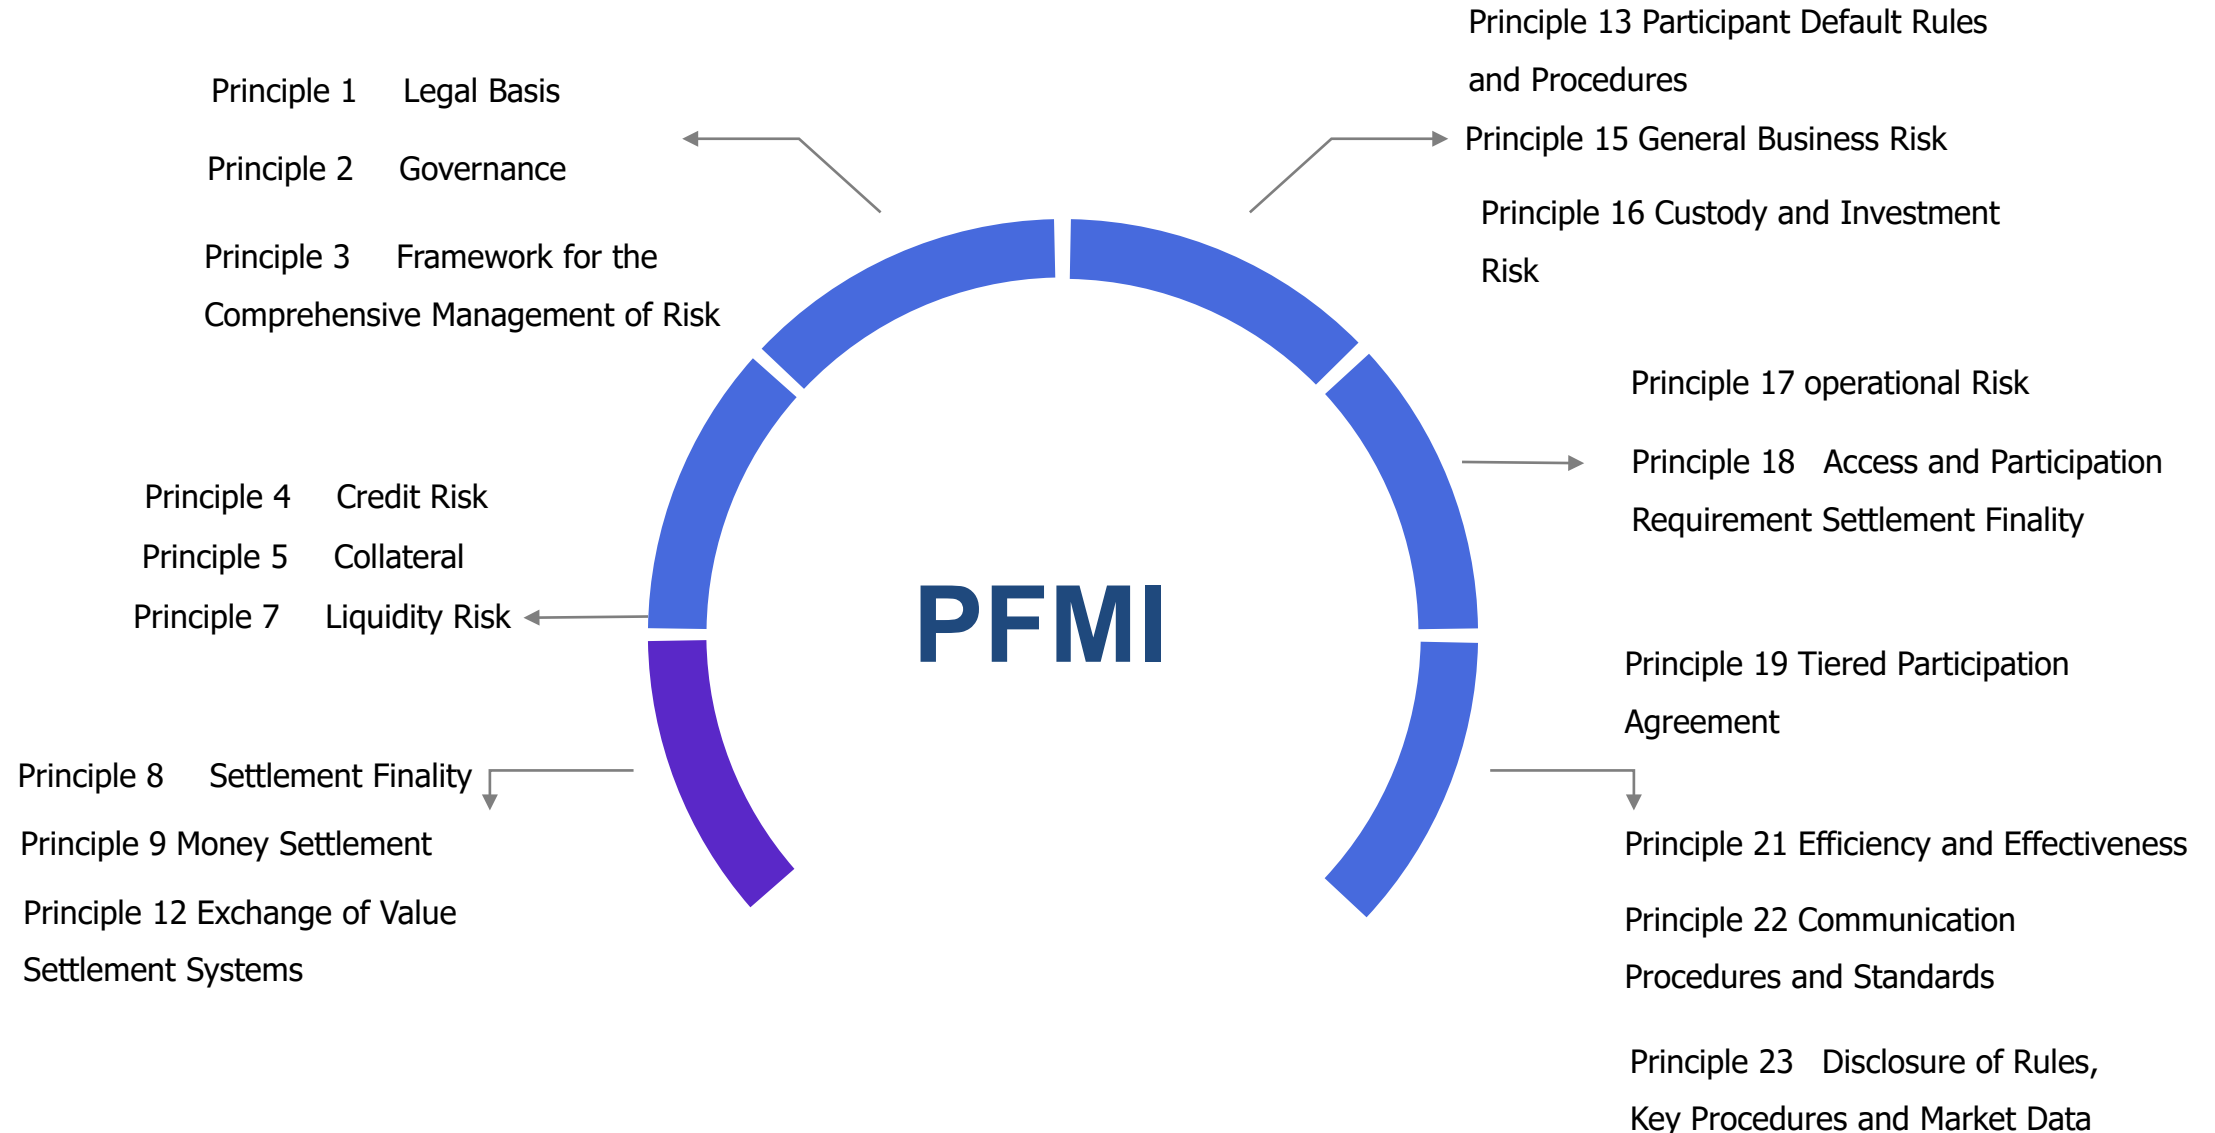 Principle 1 Legal Basis
Principle 2 Governance
Principle 3 Framework for the
Comprehensive Management of Risk
Principle 4 Credit Risk
Principle 5 Collateral
Principle 7 Liquidity Risk
Principle 8 Settlement Finality
Principle 9 Money Settlement
Principle 12 Exchange of Value
Settlement Systems
PFMI
Principle 13 Participant Default Rules
and Procedures
Principle 15 General Business Risk
Principle 16 Custody and Investment
Risk
Principle 17 operational Risk
Principle 18 Access and Participation
Requirement Settlement Finality
Principle 19 Tiered Participation
Agreement
Principle 21 Efficiency and Effectiveness
Principle 22 Communication
Procedures and Standards
Principle 23 Disclosure of Rules,
Key Procedures and Market Data